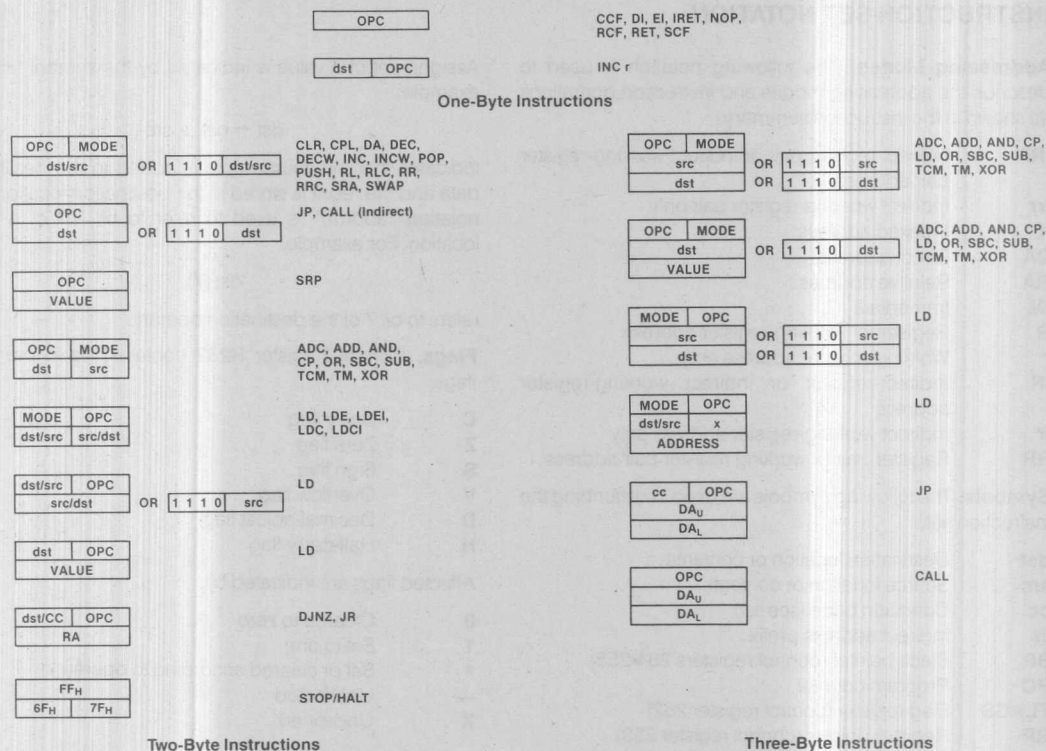 OPC
CCF, DI, EI, IRET, NOP,
RCF, RET, SCF
dst OPC
INC r
One-Byte Instructions
OPC MODE
dst/src OR 1 1 1 0 dst/src
CLR, CPL, DA, DEC,
DECW, INC, INCW, POP,
PUSH, RL, RLC, RR,
RRC, SRA, SWAP
OPC
dst OR 1 1 1 0 dst
JP, CALL (Indirect)
OPC
VALUE
SRP
OPC MODE
dst src
ADC, ADD, AND,
CP, OR, SBC, SUB,
TCM, TM, XOR
MODE OPC
dst/src src/dst
LD, LDE, LDEI,
LDC, LDCI
dst/src OPC
src/dst OR 1 1 1 0 src
LD
dst OPC
VALUE
LD
dst/CC OPC
RA
DJNZ, JR
FFH
6FH 7FH
STOP/HALT
Two-Byte Instructions
OPC MODE
src OR 1 1 1 0 src
dst OR 1 1 1 0 dst
ADC, ADD, AND, CP,
LD, OR, SBC, SUB,
TCM, TM, XOR
OPC MODE
dst OR 1 1 1 0 dst
VALUE
ADC, ADD, AND, CP,
LD, OR, SBC, SUB,
TCM, TM, XOR
MODE OPC
src OR 1 1 1 0 src
dst OR 1 1 1 0 dst
LD
MODE OPC
dst/src x
ADDRESS
LD
cc OPC
DAU
DAL
JP
OPC
DAU
DAL
CALL
Three-Byte Instructions